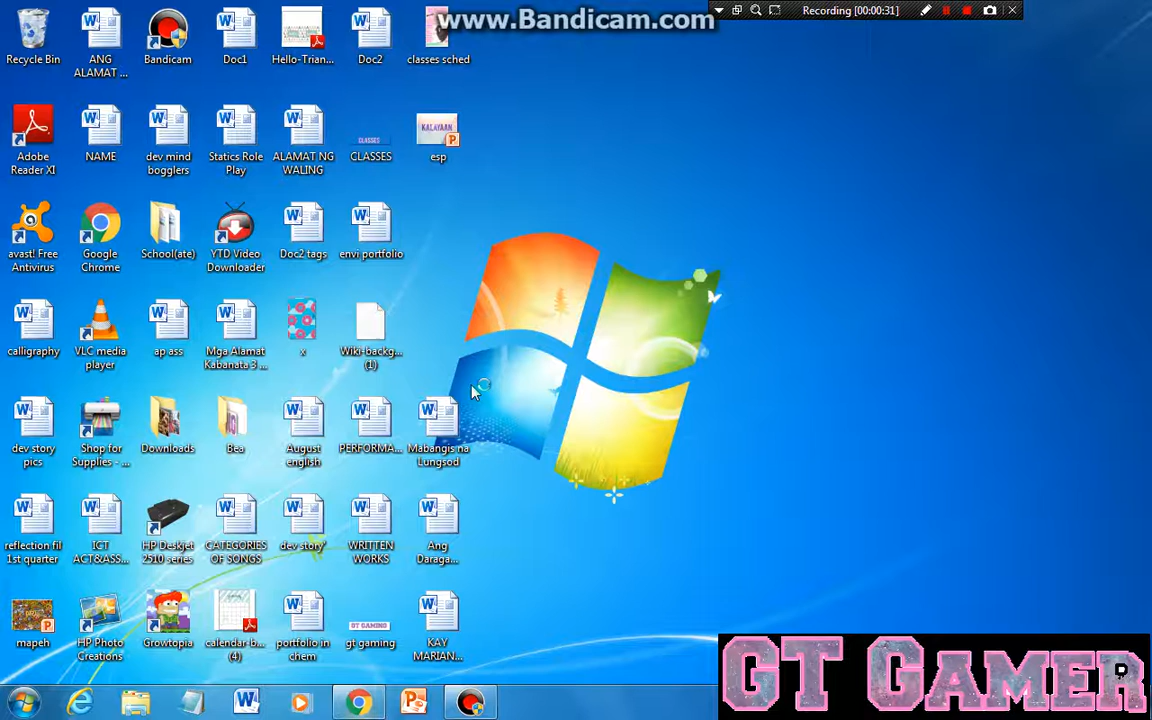 www.Bandicam.com
Recording [00:00:31]
Recycle Bin
ANG
ALAMAT ...
Bandicam
Doc1
Hello-Trian...
Doc2
classes sched
Adobe
Reader XI
NAME
dev mind
bogglers
Statics Role
Play
ALAMAT NG
WALING
CLASSES
CLASSES
KALAYAAN
esp
avast! Free
Antivirus
Google
Chrome
School(ate)
YTD Video
Downloader
Doc2 tags
envi portfolio
calligraphy
VLC media
player
ap ass
Mga Alamat
Kabanata 3 ...
x
Wiki-backg...
(1)
dev story
pics
Shop for
Supplies - ...
Downloads
Bea
August
english
PERFORMA...
Mabangis na
Lungsod
reflection fil
1st quarter
ICT
ACT&ASS...
HP Deskjet
2510 series
CATEGORIES
OF SONGS
dev story'
WRITTEN
WORKS
Ang
Daraga...
mapeh
HP Photo
Creations
Growtopia
calendar-b...
(4)
portfolio in
chem
GT GAMING
gt gaming
KAY
MARIAN...
GT GAMER